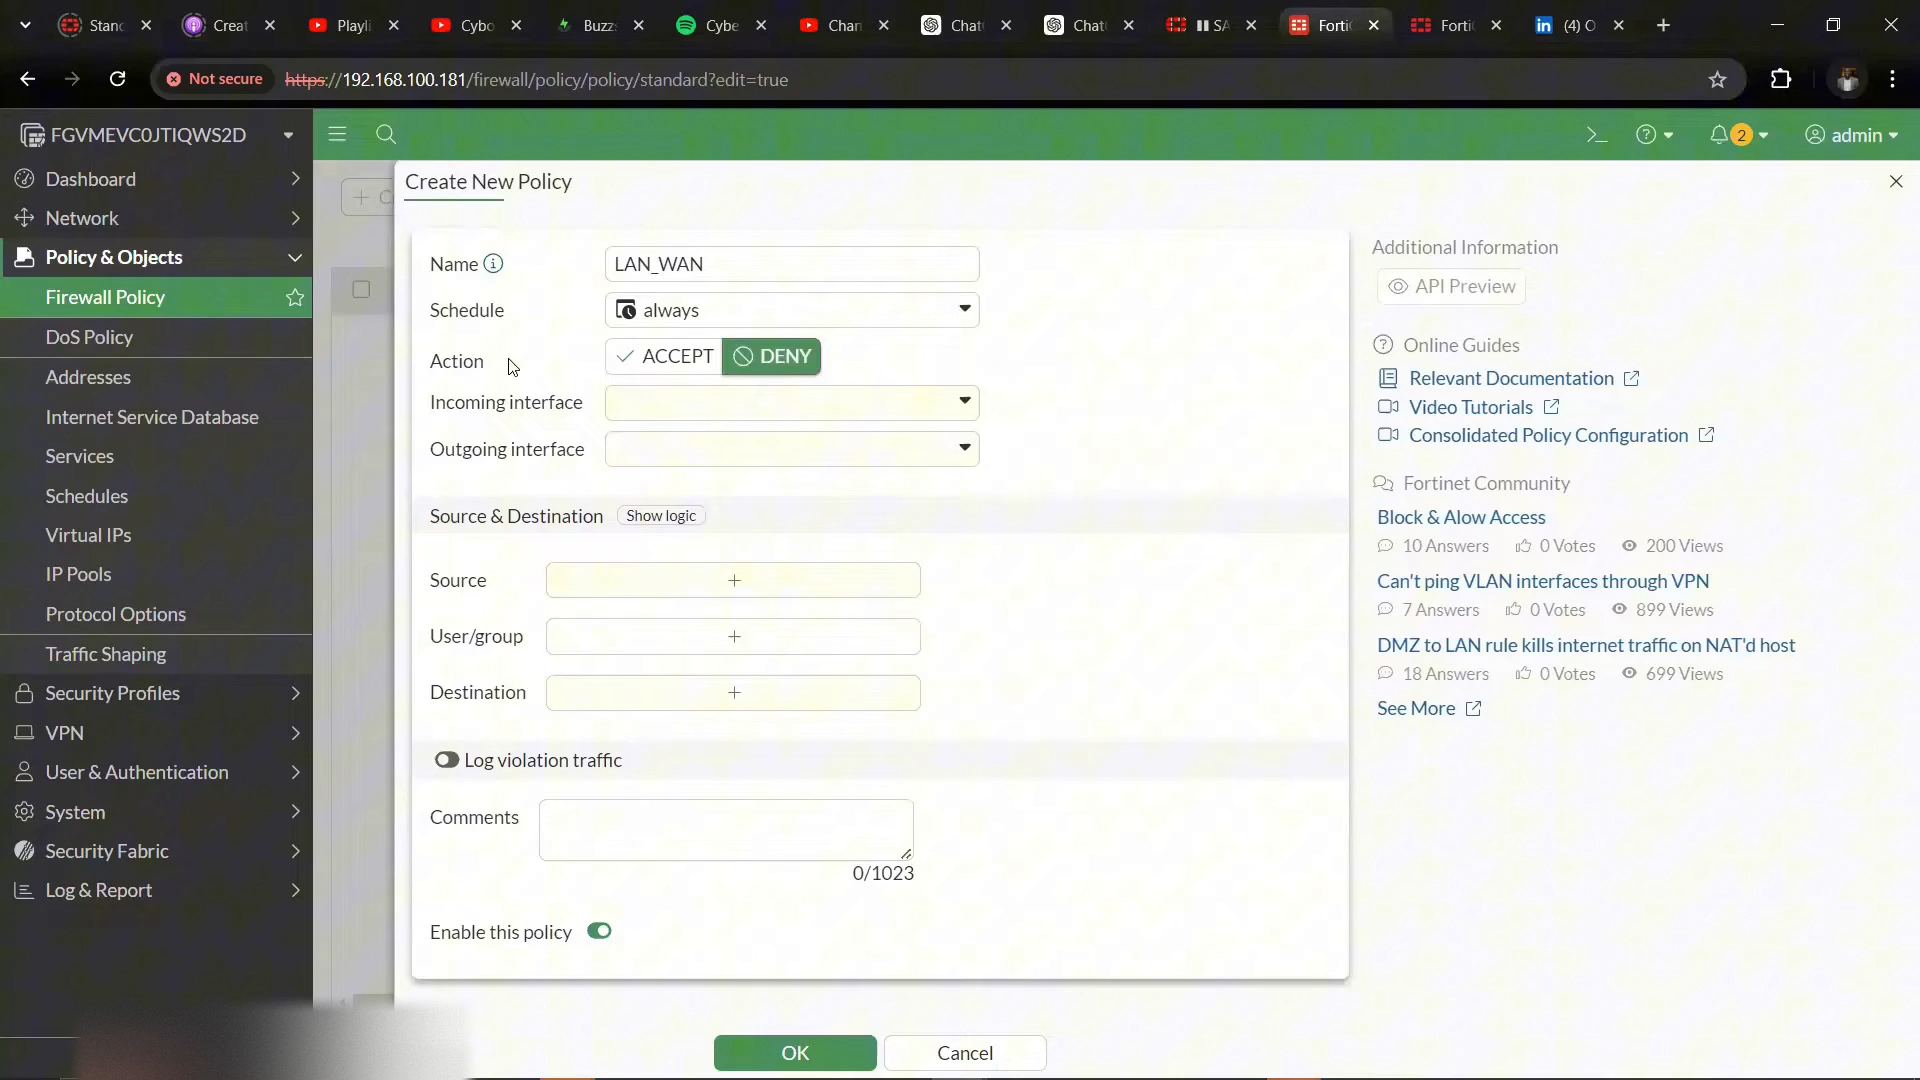 Stand
Creat
Playli
Cybo
Buzzs
Cybe
Chan
Chat
Chat
SA
Forti
Forti
(4) O
Not secure
https://192.168.100.181/firewall/policy/policy/standard?edit=true
FGVMEVC0JTIQWS2D
2
admin
Dashboard
Network
Policy & Objects
Firewall Policy
DoS Policy
Addresses
Internet Service Database
Services
Schedules
Virtual IPs
IP Pools
Protocol Options
Traffic Shaping
Security Profiles
VPN
User & Authentication
System
Security Fabric
Log & Report
Create New Policy
Name
LAN_WAN
Schedule
always
Action
ACCEPT
DENY
Incoming interface
Outgoing interface
Source & Destination
Show logic
Source
User/group
Destination
Log violation traffic
Comments
0/1023
Enable this policy
OK
Cancel
Additional Information
API Preview
Online Guides
Relevant Documentation
Video Tutorials
Consolidated Policy Configuration
Fortinet Community
Block & Alow Access
10 Answers 0 Votes 200 Views
Can't ping VLAN interfaces through VPN
7 Answers 0 Votes 899 Views
DMZ to LAN rule kills internet traffic on NAT'd host
18 Answers 0 Votes 699 Views
See More